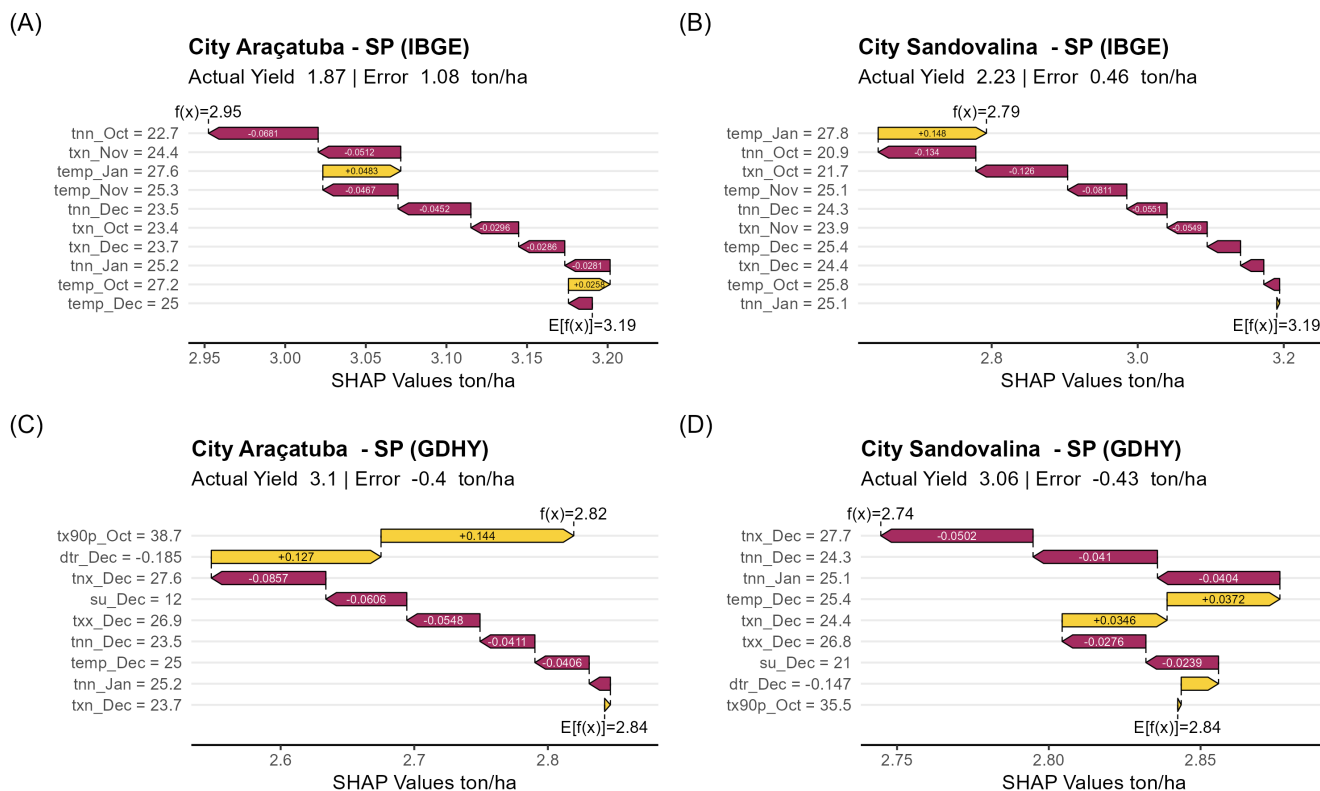 (A)
City Araçatuba - SP (IBGE)
Actual Yield 1.87 | Error 1.08 ton/ha
f(x)=2.95
tnn_Oct = 22.7
-0.0681
txn_Nov = 24.4
-0.0512
temp_Jan = 27.6
+0.0483
temp_Nov = 25.3
-0.0467
tnn_Dec = 23.5
-0.0452
txn_Oct = 23.4
-0.0296
txn_Dec = 23.7
-0.0286
tnn_Jan = 25.2
-0.0281
temp_Oct = 27.2
+0.0258
temp_Dec = 25
E[f(x)]=3.19
2.95 3.00 3.05 3.10 3.15 3.20
SHAP Values ton/ha
(B)
City Sandovalina - SP (IBGE)
Actual Yield 2.23 | Error 0.46 ton/ha
f(x)=2.79
temp_Jan = 27.8
+0.148
tnn_Oct = 20.9
-0.134
txn_Oct = 21.7
-0.126
temp_Nov = 25.1
-0.0811
tnn_Dec = 24.3
-0.0551
txn_Nov = 23.9
-0.0549
temp_Dec = 25.4
txn_Dec = 24.4
temp_Oct = 25.8
tnn_Jan = 25.1
E[f(x)]=3.19
2.8 3.0 3.2
SHAP Values ton/ha
(C)
City Araçatuba - SP (GDHY)
Actual Yield 3.1 | Error -0.4 ton/ha
f(x)=2.82
tx90p_Oct = 38.7
+0.144
dtr_Dec = -0.185
+0.127
tnx_Dec = 27.6
-0.0857
su_Dec = 12
-0.0606
txx_Dec = 26.9
-0.0548
tnn_Dec = 23.5
-0.0411
temp_Dec = 25
-0.0406
tnn_Jan = 25.2
txn_Dec = 23.7
E[f(x)]=2.84
2.6 2.7 2.8
SHAP Values ton/ha
(D)
City Sandovalina - SP (GDHY)
Actual Yield 3.06 | Error -0.43 ton/ha
f(x)=2.74
tnx_Dec = 27.7
-0.0502
tnn_Dec = 24.3
-0.041
tnn_Jan = 25.1
-0.0404
temp_Dec = 25.4
+0.0372
txn_Dec = 24.4
+0.0346
txx_Dec = 26.8
-0.0276
su_Dec = 21
-0.0239
dtr_Dec = -0.147
tx90p_Oct = 35.5
E[f(x)]=2.84
2.75 2.80 2.85
SHAP Values ton/ha